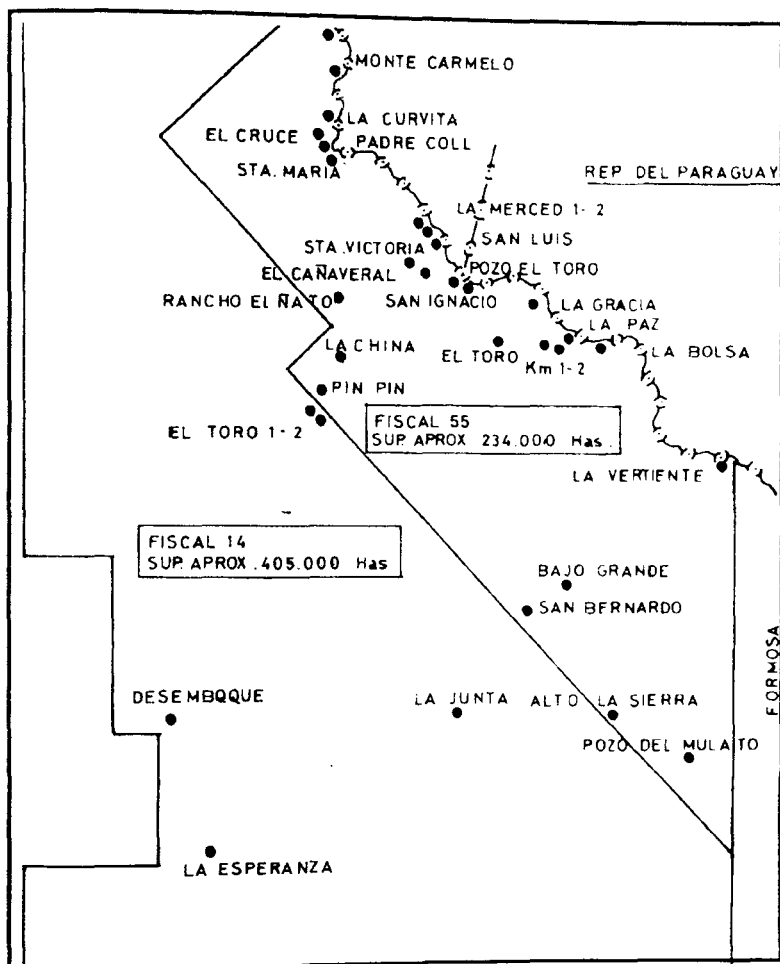 MONTE CARMELO
LA CURVITA
EL CRUCE
PADRE COLL
STA. MARIA
REP. DEL PARAGUAY
LA MERCED 1-2
SAN LUIS
STA. VICTORIA
POZO EL TORO
EL CAÑAVERAL
RANCHO EL ÑATO
SAN IGNACIO
LA GRACIA
LA PAZ
LA CHINA
EL TORO
Km 1-2
LA BOLSA
PIN PIN
EL TORO 1-2
FISCAL 55
SUP. APROX 234.000 Has.
LA VERTIENTE
FISCAL 14
SUP. APROX .405.000 Has
BAJO GRANDE
SAN BERNARDO
FORMOSA
DESEMBOQUE
LA JUNTA
ALTO LA SIERRA
POZO DEL MULATO
LA ESPERANZA